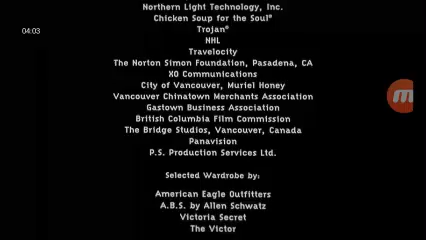 Northern Light Technology, Inc.
Chicken Soup for the Soul®
Trojan®
04:03
NHL
Travelocity
The Norton Simon Foundation, Pasadena, CA
XO Communications
City of Vancouver, Muriel Honey
Vancouver Chinatown Merchants Association
Gastown Business Association
British Columbia Film Commission
The Bridge Studios, Vancouver, Canada
Panavision
P.S. Production Services Ltd.
Selected Wardrobe by:
American Eagle Outfitters
A.B.S. by Allen Schwatz
Victoria Secret
The Victor